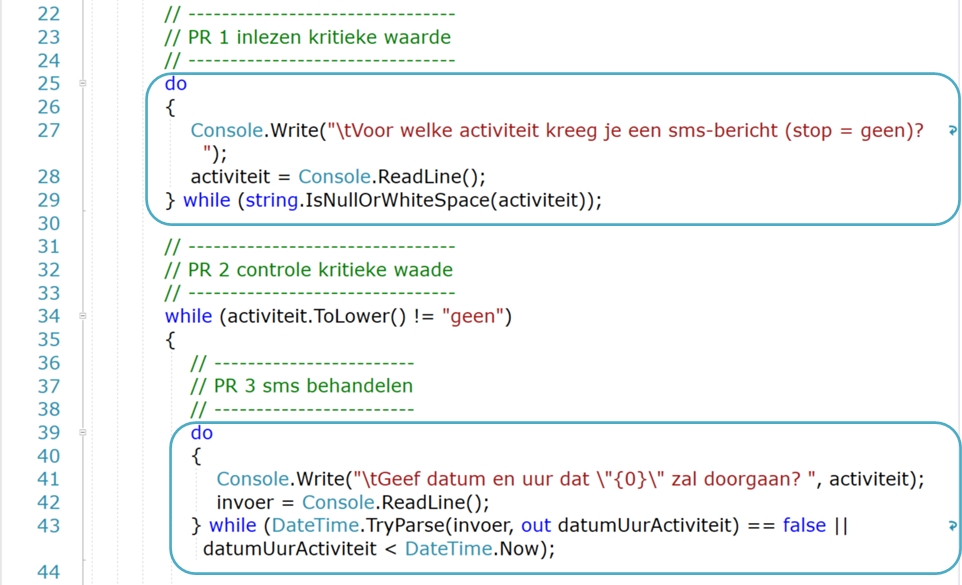 22 // -------------------------------
23 // PR 1 inlezen kritieke waarde
24 // -------------------------------
25 do
26 {
27 Console.Write("\tVoor welke activiteit kreeg je een sms-bericht (stop = geen)?
");
28 activiteit = Console.ReadLine();
29 } while (string.IsNullOrWhiteSpace(activiteit));
30
31 // -------------------------------
32 // PR 2 controle kritieke waade
33 // -------------------------------
34 while (activiteit.ToLower() != "geen")
35 {
36 // -----------------------
37 // PR 3 sms behandelen
38 // -----------------------
39 do
40 {
41 Console.Write("\tGeef datum en uur dat \"{0}\" zal doorgaan? ", activiteit);
42 invoer = Console.ReadLine();
43 } while (DateTime.TryParse(invoer, out datumUurActiviteit) == false ||
datumUurActiviteit < DateTime.Now);
44